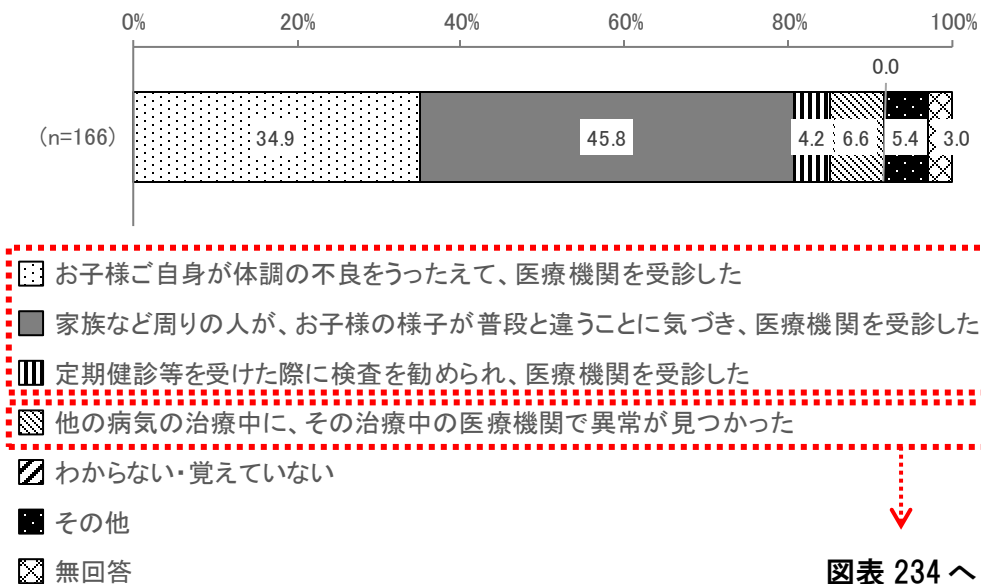 0% 20% 40% 60% 80% 100%
0.0
(n=166) 34.9 45.8 4.2 6.6 5.4 3.0
お子様ご自身が体調の不良をうったえて、医療機関を受診した
家族など周りの人が、お子様の様子が普段と違うことに気づき、医療機関を受診した
定期健診等を受けた際に検査を勧められ、医療機関を受診した
他の病気の治療中に、その治療中の医療機関で異常が見つかった
わからない・覚えていない
その他
無回答
図表 234 へ